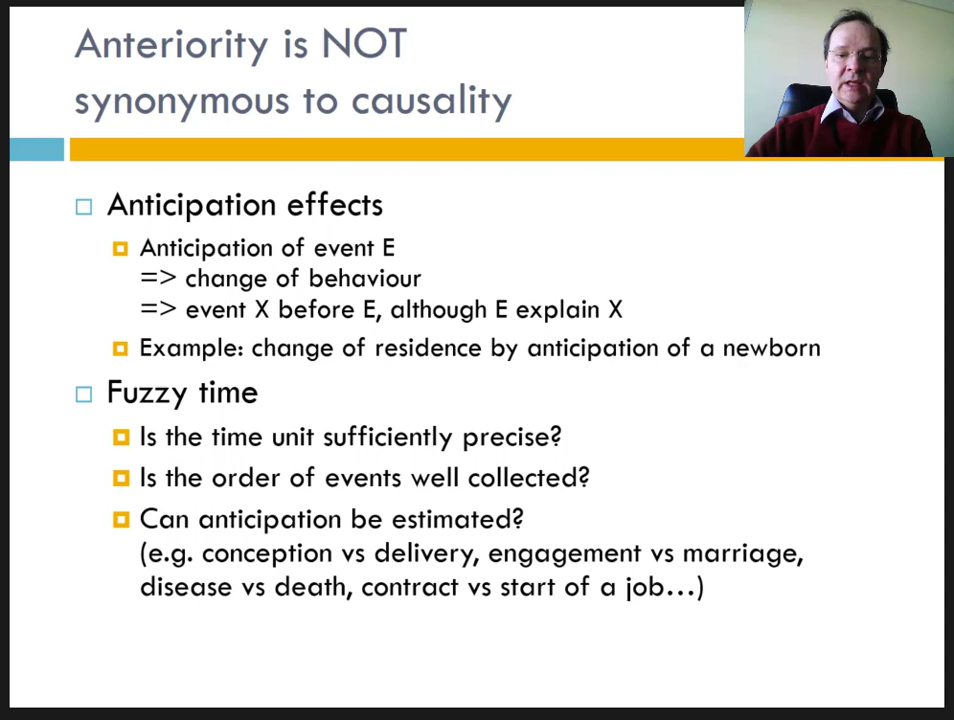 Anteriority is NOT
synonymous to causality
Anticipation effects
Anticipation of event E
=> change of behaviour
=> event X before E, although E explain X
Example: change of residence by anticipation of a newborn
Fuzzy time
Is the time unit sufficiently precise?
Is the order of events well collected?
Can anticipation be estimated?
(e.g. conception vs delivery, engagement vs marriage,
disease vs death, contract vs start of a job...)